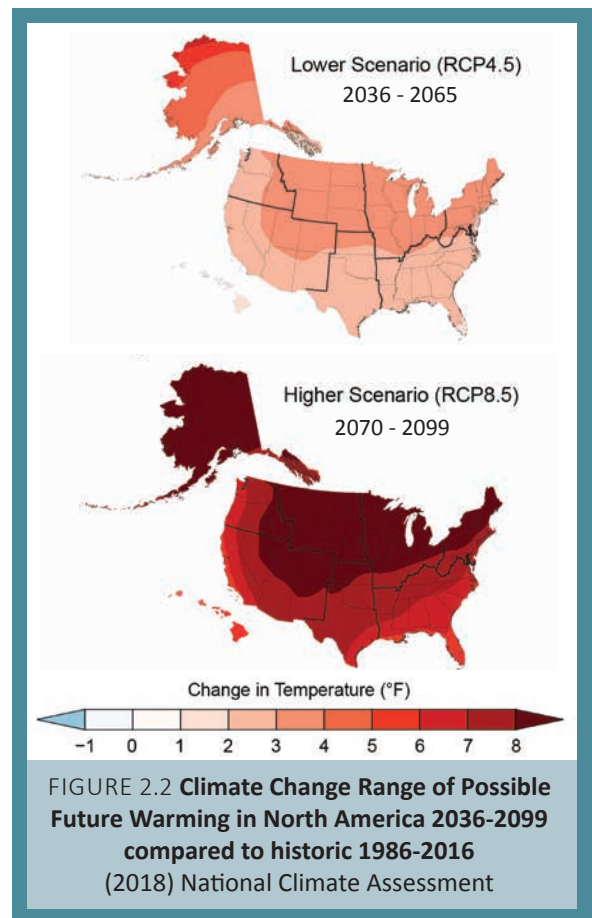 Lower Scenario (RCP4.5)
2036 - 2065
Higher Scenario (RCP8.5)
2070 - 2099
Change in Temperature (°F)
−1 0 1 2 3 4 5 6 7 8
FIGURE 2.2 Climate Change Range of Possible
Future Warming in North America 2036-2099
compared to historic 1986-2016
(2018) National Climate Assessment